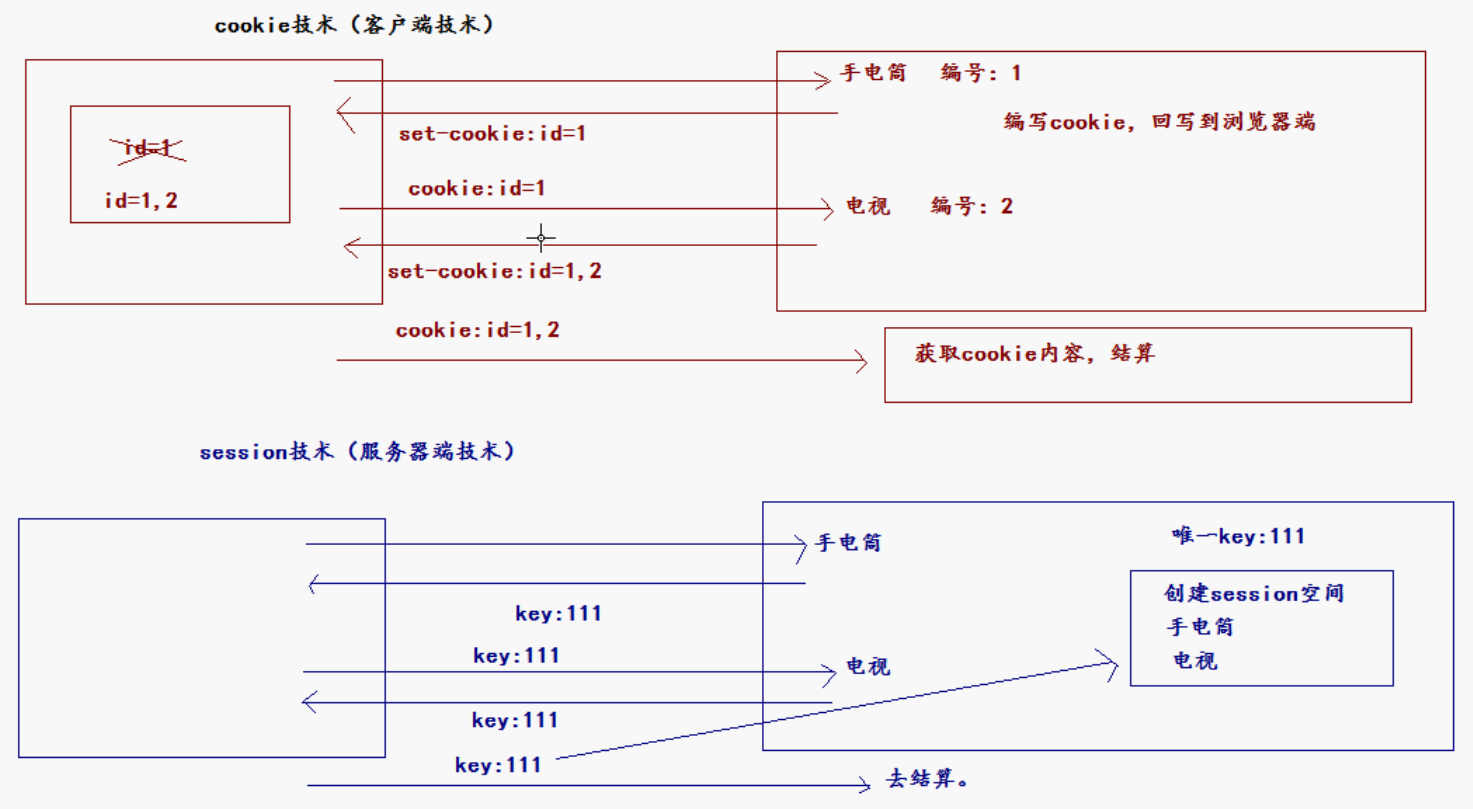 cookie技术（客户端技术）
手电筒 编号：1
编写cookie，回写到浏览器端
set-cookie:id=1
id=1
cookie:id=1
id=1,2
电视 编号：2
set-cookie:id=1,2
cookie:id=1,2
获取cookie内容，结算
session技术（服务器端技术）
唯一key:111
手电筒
创建session空间
key:111
手电筒
key:111
电视
电视
key:111
key:111
去结算。